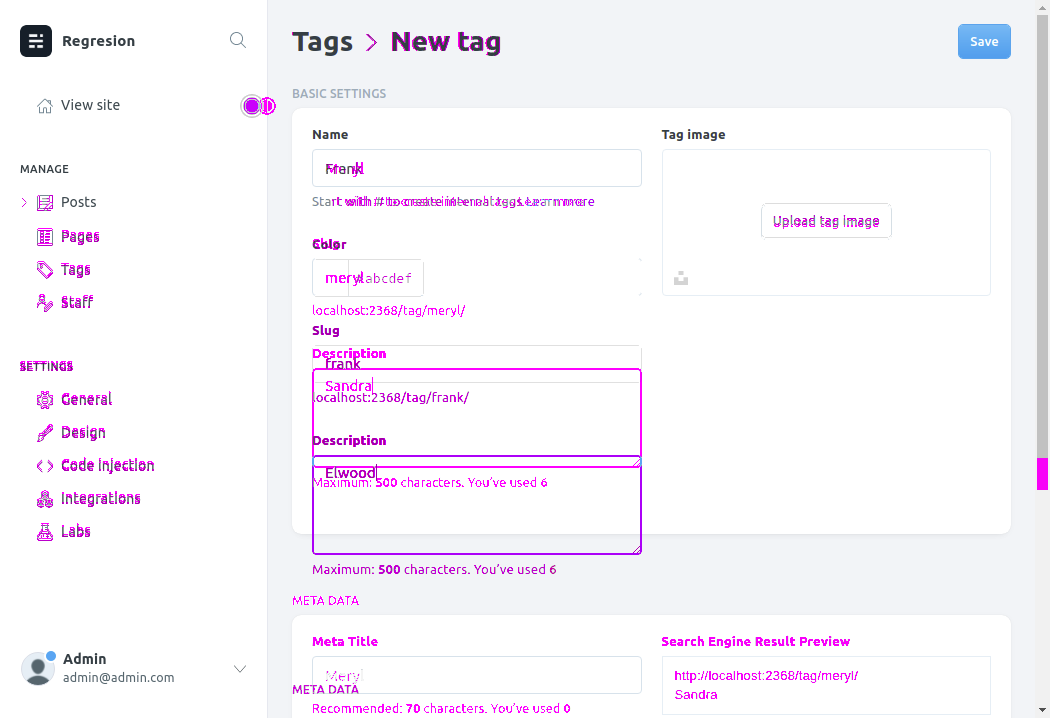 Regresion
View site
MANAGE
Posts
Pages
Tags
Staff
SETTINGS
General
Design
Code injection
Integrations
Labs
Admin
admin@admin.com
Tags > New tag
Save
BASIC SETTINGS
Name
Tag image
Start with # to create internal tags Learn more
Upload tag image
Color
meryl abcdef
localhost:2368/tag/meryl/
Slug
Description
frank
Sandra
localhost:2368/tag/frank/
Description
Elwood
Maximum: 500 characters. You've used 6
Maximum: 500 characters. You've used 6
META DATA
Meta Title
Search Engine Result Preview
Meryl
http://localhost:2368/tag/meryl/
Sandra
META DATA
Recommended: 70 characters. You've used 0